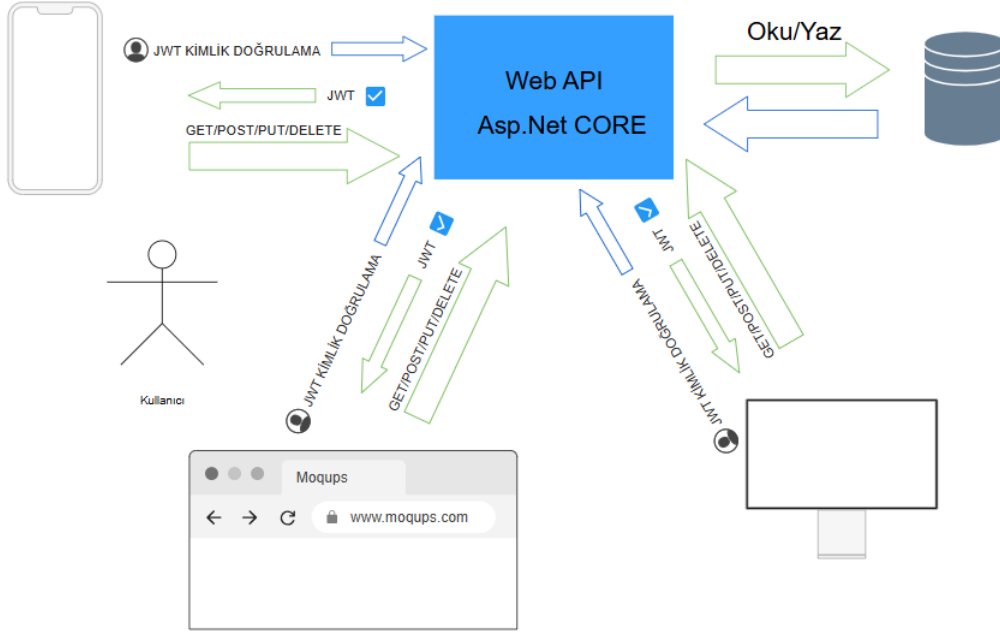 JWT KİMLİK DOĞRULAMA
JWT
GET/POST/PUT/DELETE
Web API
Asp.Net CORE
Oku/Yaz
JWT KİMLİK DOĞRULAMA
JWT
GET/POST/PUT/DELETE
JWT KİMLİK DOĞRULAMA
JWT
GET/POST/PUT/DELETE
Kullanıcı
Moqups
www.moqups.com